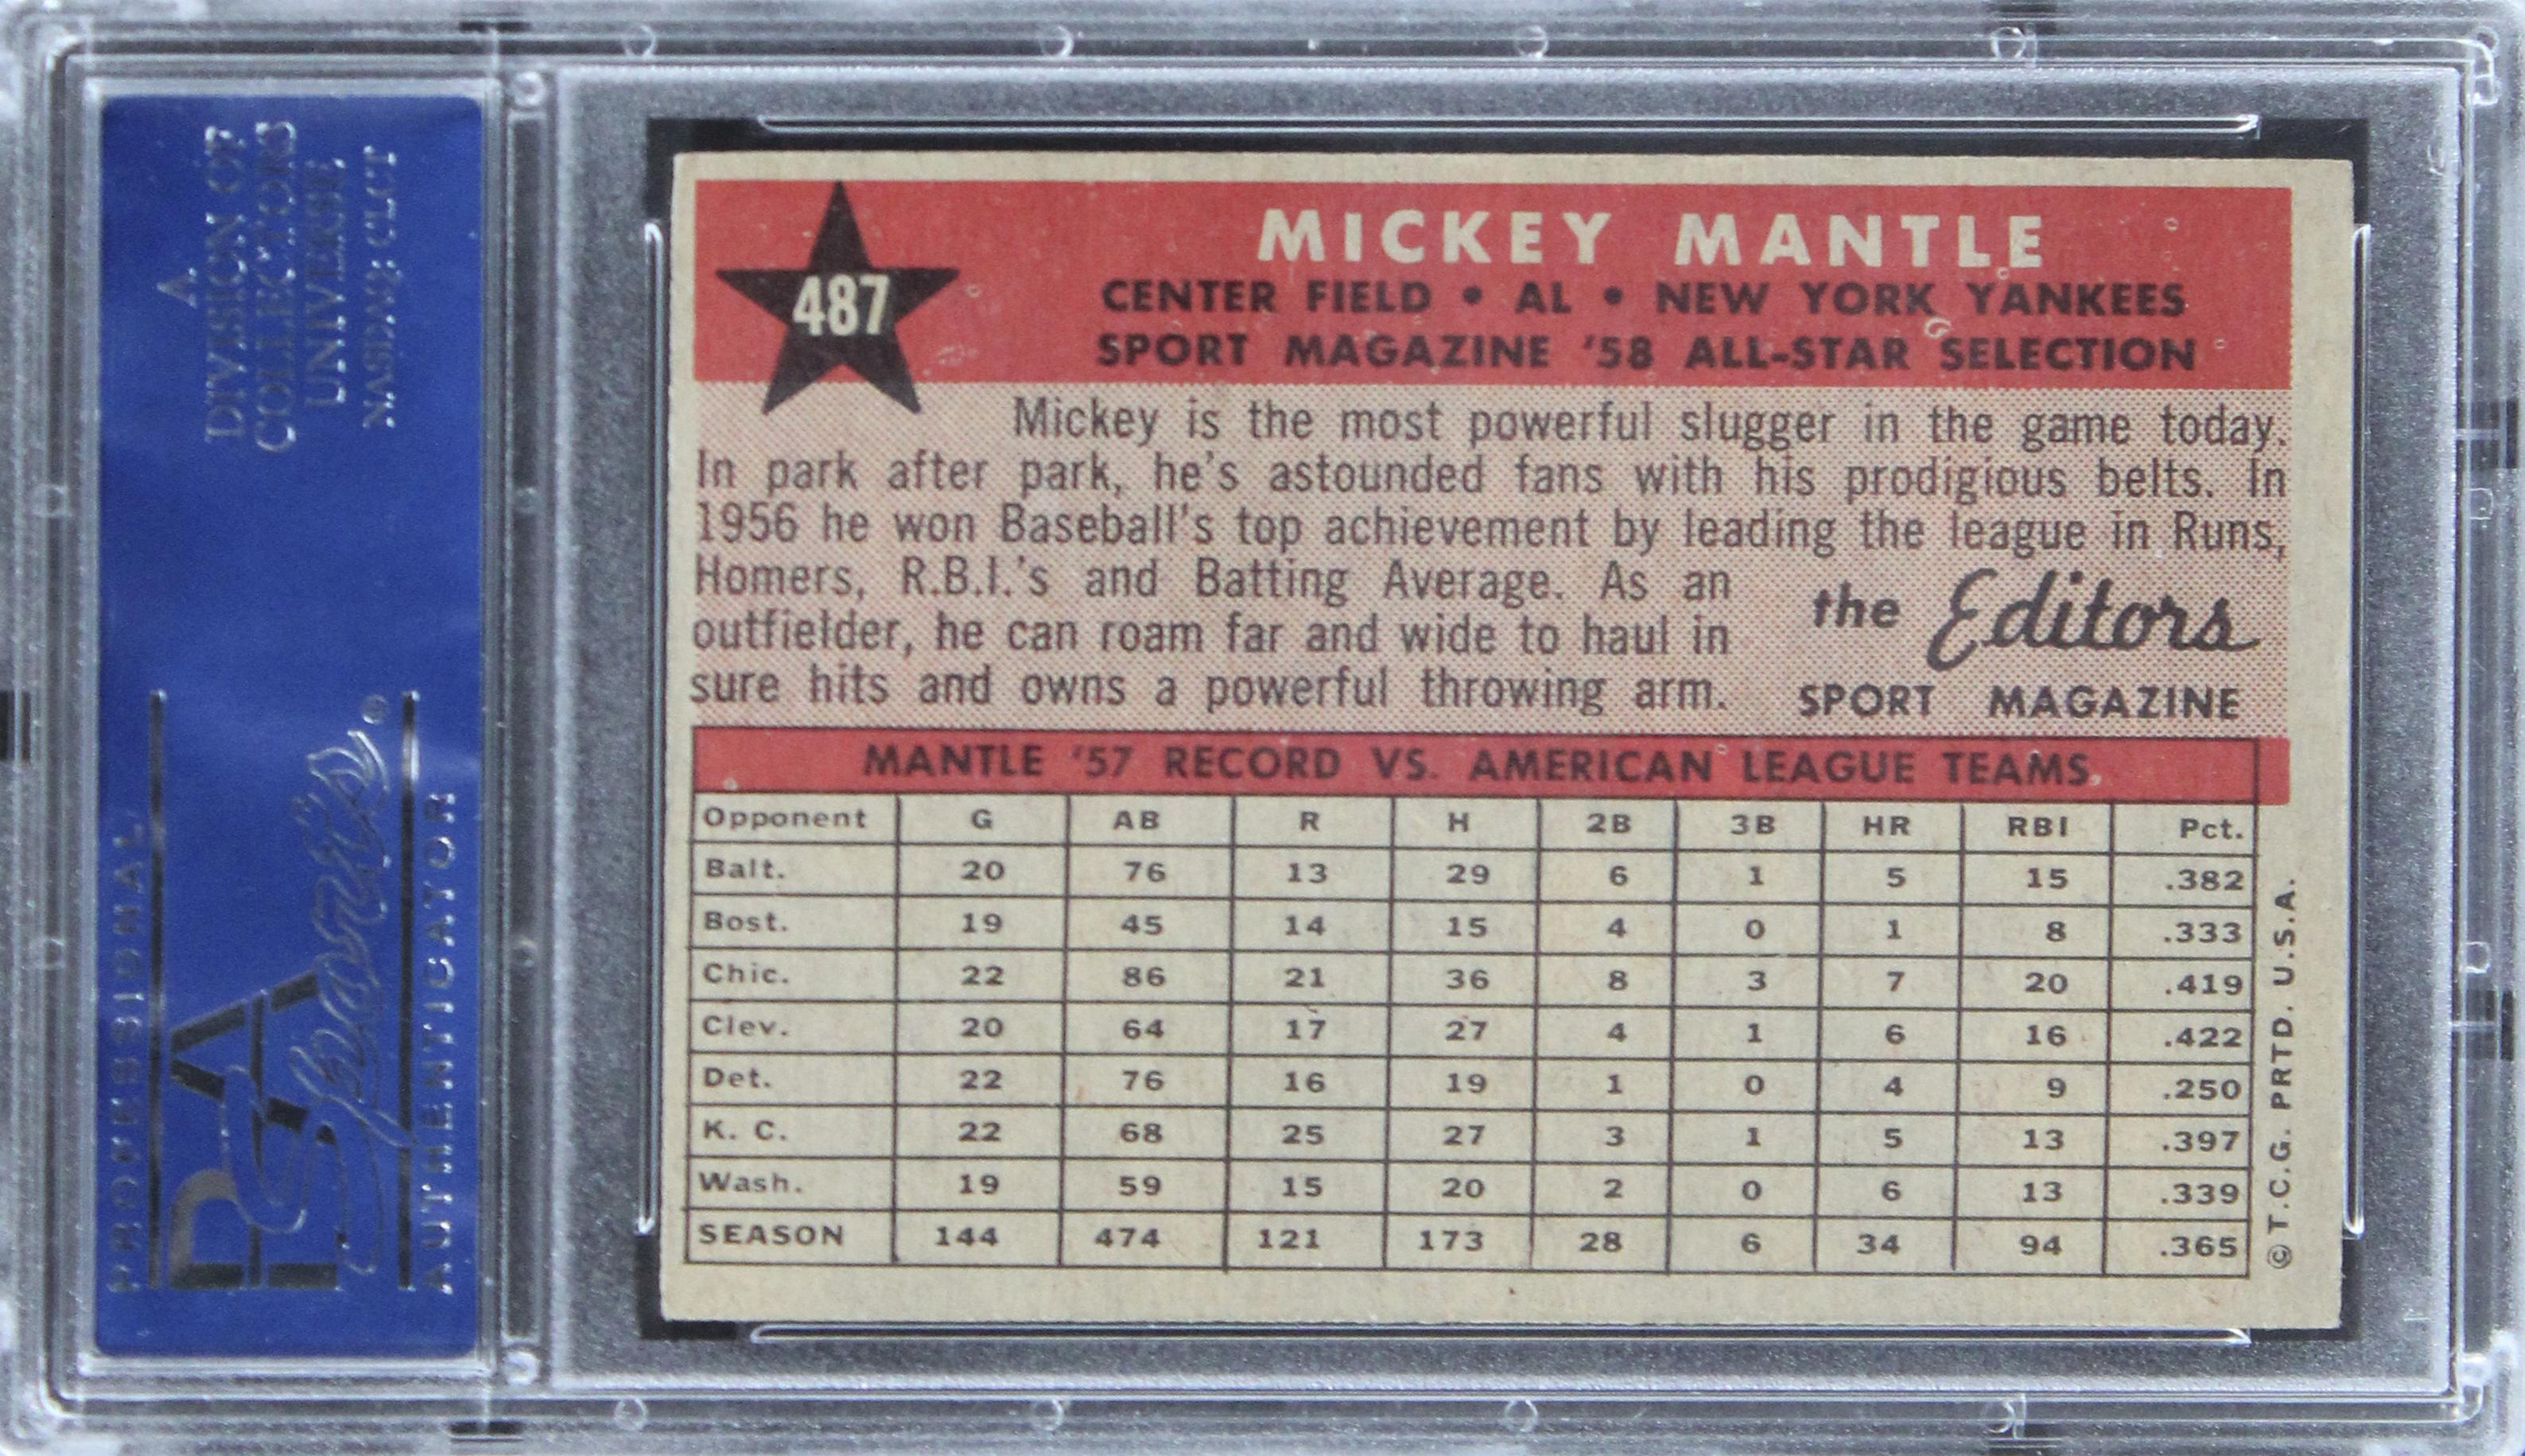 A
DIVISION OF
COLLECTORS
UNIVERSE
NASDAQ: CLCT
PROFESSIONAL
PSA
Sports®
AUTHENTICATOR
487
MICKEY MANTLE
CENTER FIELD • AL • NEW YORK YANKEES
SPORT MAGAZINE '58 ALL-STAR SELECTION
Mickey is the most powerful slugger in the game today.
In park after park, he's astounded fans with his prodigious belts. In
1956 he won Baseball's top achievement by leading the league in Runs,
Homers, R.B.I.'s and Batting Average. As an
outfielder, he can roam far and wide to haul in
sure hits and owns a powerful throwing arm.
the Editors
SPORT MAGAZINE
MANTLE '57 RECORD VS. AMERICAN LEAGUE TEAMS.
Opponent G AB R H 2B 3B HR RBI Pct.
Balt. 20 76 13 29 6 1 5 15 .382
Bost. 19 45 14 15 4 0 1 8 .333
Chic. 22 86 21 36 8 3 7 20 .419
Clev. 20 64 17 27 4 1 6 16 .422
Det. 22 76 16 19 1 0 4 9 .250
K. C. 22 68 25 27 3 1 5 13 .397
Wash. 19 59 15 20 2 0 6 13 .339
SEASON 144 474 121 173 28 6 34 94 .365
© T.C.G. PRTD. U.S.A.